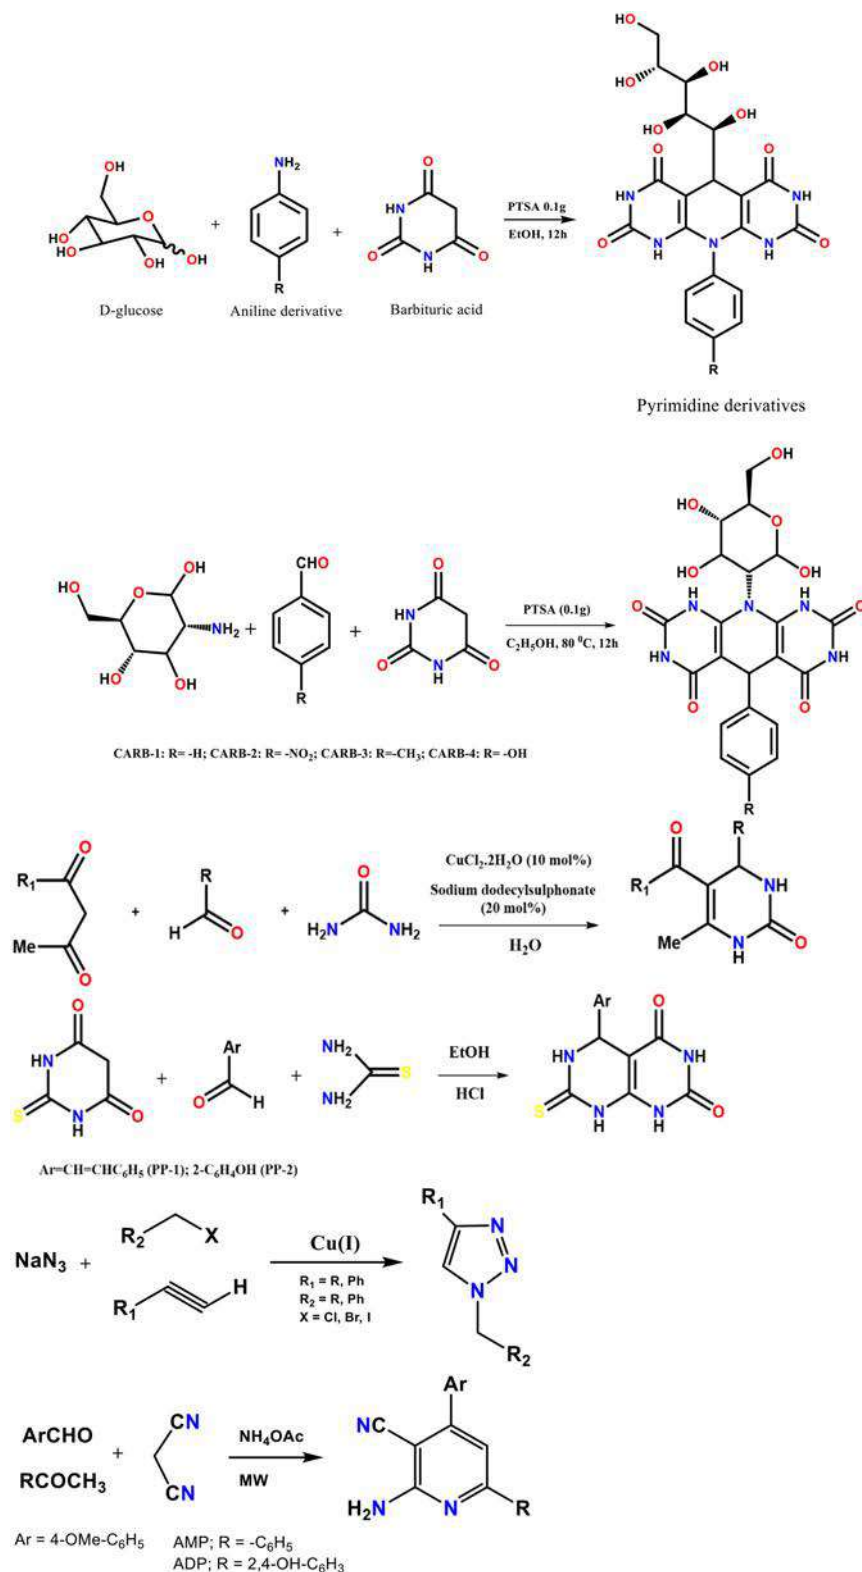 HO
OH
HO
OH
HO
OH
OH
NH₂
O
O
O
O
HO
O
NH
PTSA 0.1g
HN
NH
HO
+
+
EtOH, 12h
HO
OH
O
N
H
O
O
N
H
N
N
H
O
OH
R
D-glucose
Aniline derivative
Barbituric acid
R
Pyrimidine derivatives
HO
OH
HO
O
HO
CHO
O
HO
OH
HO
O
H
N
N
H
N
HN
PTSA (0.1g)
O
O
NH₂
+
+
O
N
H
O
C₂H₅OH, 80 ⁰C, 12h
HN
NH
HO
OH
R
O
O
CARB-1: R= -H; CARB-2: R= -NO₂; CARB-3: R=-CH₃; CARB-4: R= -OH
R
O
CuCl₂.2H₂O (10 mol%)
O
R
R₁
R
O
Sodium dodecylsulphonate
R₁
NH
+
+
(20 mol%)
Me
H
O
H₂N
NH₂
H₂O
Me
N
H
O
O
O
Ar
O
HN
Ar
NH₂
EtOH
HN
NH
+
+
S
S
N
H
O
O
H
NH₂
HCl
S
N
H
N
H
O
Ar=CH=CHC₆H₅ (PP-1); 2-C₆H₄OH (PP-2)
R₁
R₂
X
Cu(I)
N
NaN₃ +
N
R₁ = R, Ph
R₁
H
R₂ = R, Ph
N
X = Cl, Br, I
R₂
Ar
CN
NC
ArCHO
NH₄OAc
+
RCOCH₃
CN
MW
H₂N
N
R
Ar = 4-OMe-C₆H₅
AMP; R = -C₆H₅
ADP; R = 2,4-OH-C₆H₃